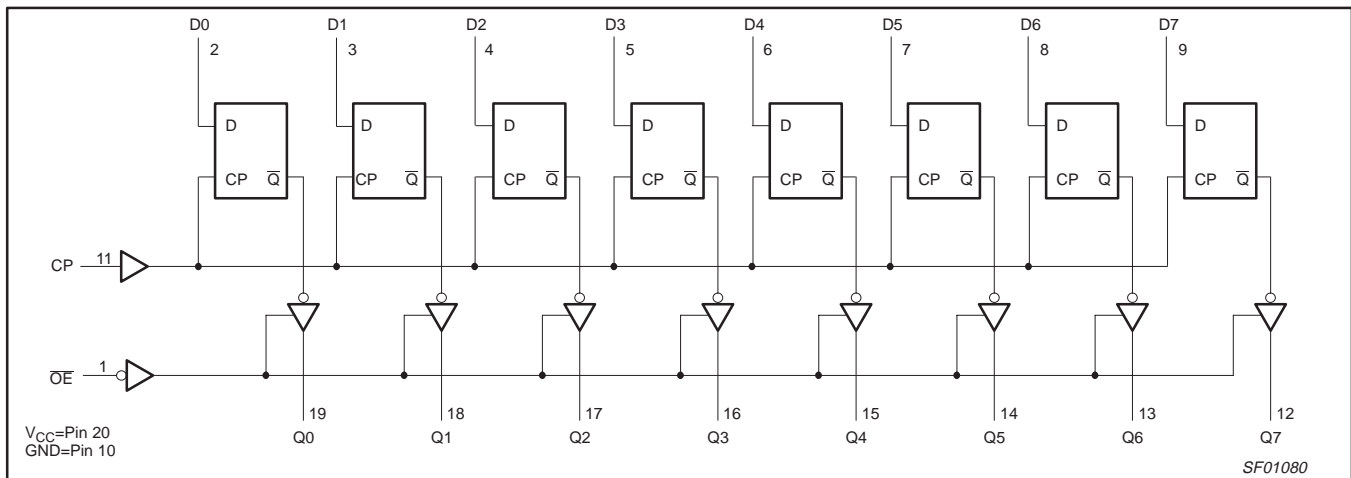 D0 D1 D2 D3 D4 D5 D6 D7
2 3 4 5 6 7 8 9
D D D D D D D D
CP Q̅ CP Q̅ CP Q̅ CP Q̅ CP Q̅ CP Q̅ CP Q̅ CP Q̅
CP 11
O̅E̅ 1
19 18 17 16 15 14 13 12
Q0 Q1 Q2 Q3 Q4 Q5 Q6 Q7
VCC=Pin 20
GND=Pin 10
SF01080